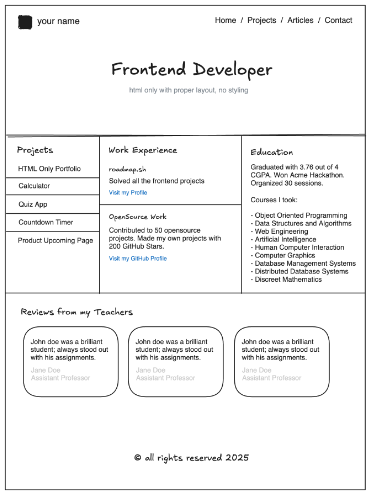 your name
Home / Projects / Articles / Contact
Frontend Developer
html only with proper layout, no styling
Projects
HTML Only Portfolio
Calculator
Quiz App
Countdown Timer
Product Upcoming Page
Work Experience
roadmap.sh
Solved all the frontend projects
Visit my Profile
OpenSource Work
Contributed to 50 opensource
projects. Made my own projects with
200 GitHub Stars.
Visit my GitHub Profile
Education
Graduated with 3.76 out of 4
CGPA. Won Acme Hackathon.
Organized 30 sessions.
Courses I took:
- Object Oriented Programming
- Data Structures and Algorithms
- Web Engineering
- Artificial Intelligence
- Human Computer Interaction
- Computer Graphics
- Database Management Systems
- Distributed Database Systems
- Discreet Mathematics
Reviews from my Teachers
John doe was a brilliant
student; always stood out
with his assignments.
Jane Doe
Assistant Professor
John doe was a brilliant
student; always stood out
with his assignments.
Jane Doe
Assistant Professor
John doe was a brilliant
student; always stood out
with his assignments.
Jane Doe
Assistant Professor
© all rights reserved 2025